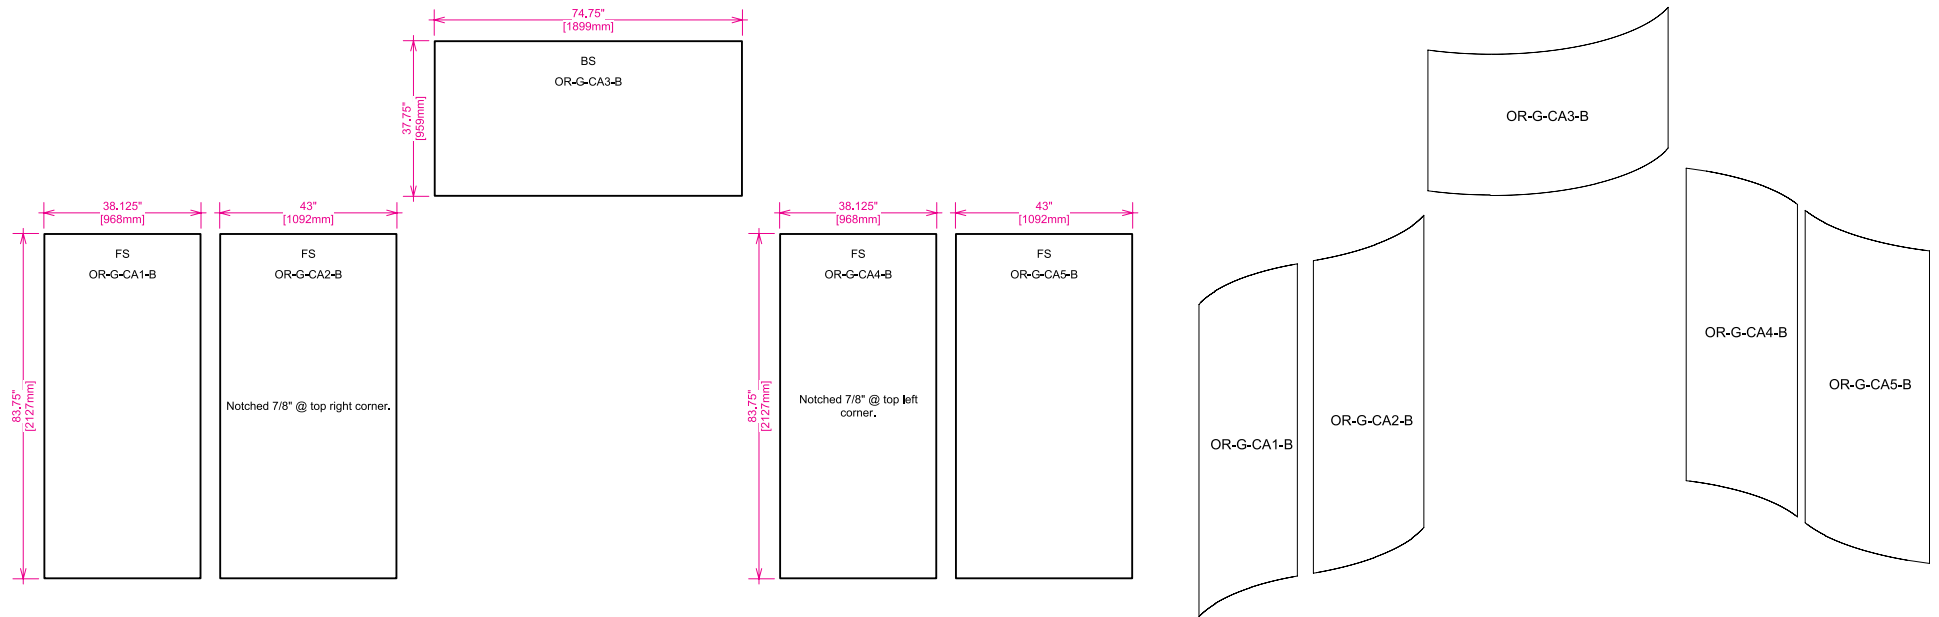 74.75"
[1899mm]
37.75"
[959mm]
BS
OR-G-CA3-B
38.125"
[968mm]
43"
[1092mm]
38.125"
[968mm]
43"
[1092mm]
83.75"
[2127mm]
FS
OR-G-CA1-B
FS
OR-G-CA2-B
Notched 7/8" @ top right corner.
83.75"
[2127mm]
FS
OR-G-CA4-B
Notched 7/8" @ top left
corner.
FS
OR-G-CA5-B
OR-G-CA3-B
OR-G-CA1-B
OR-G-CA2-B
OR-G-CA4-B
OR-G-CA5-B